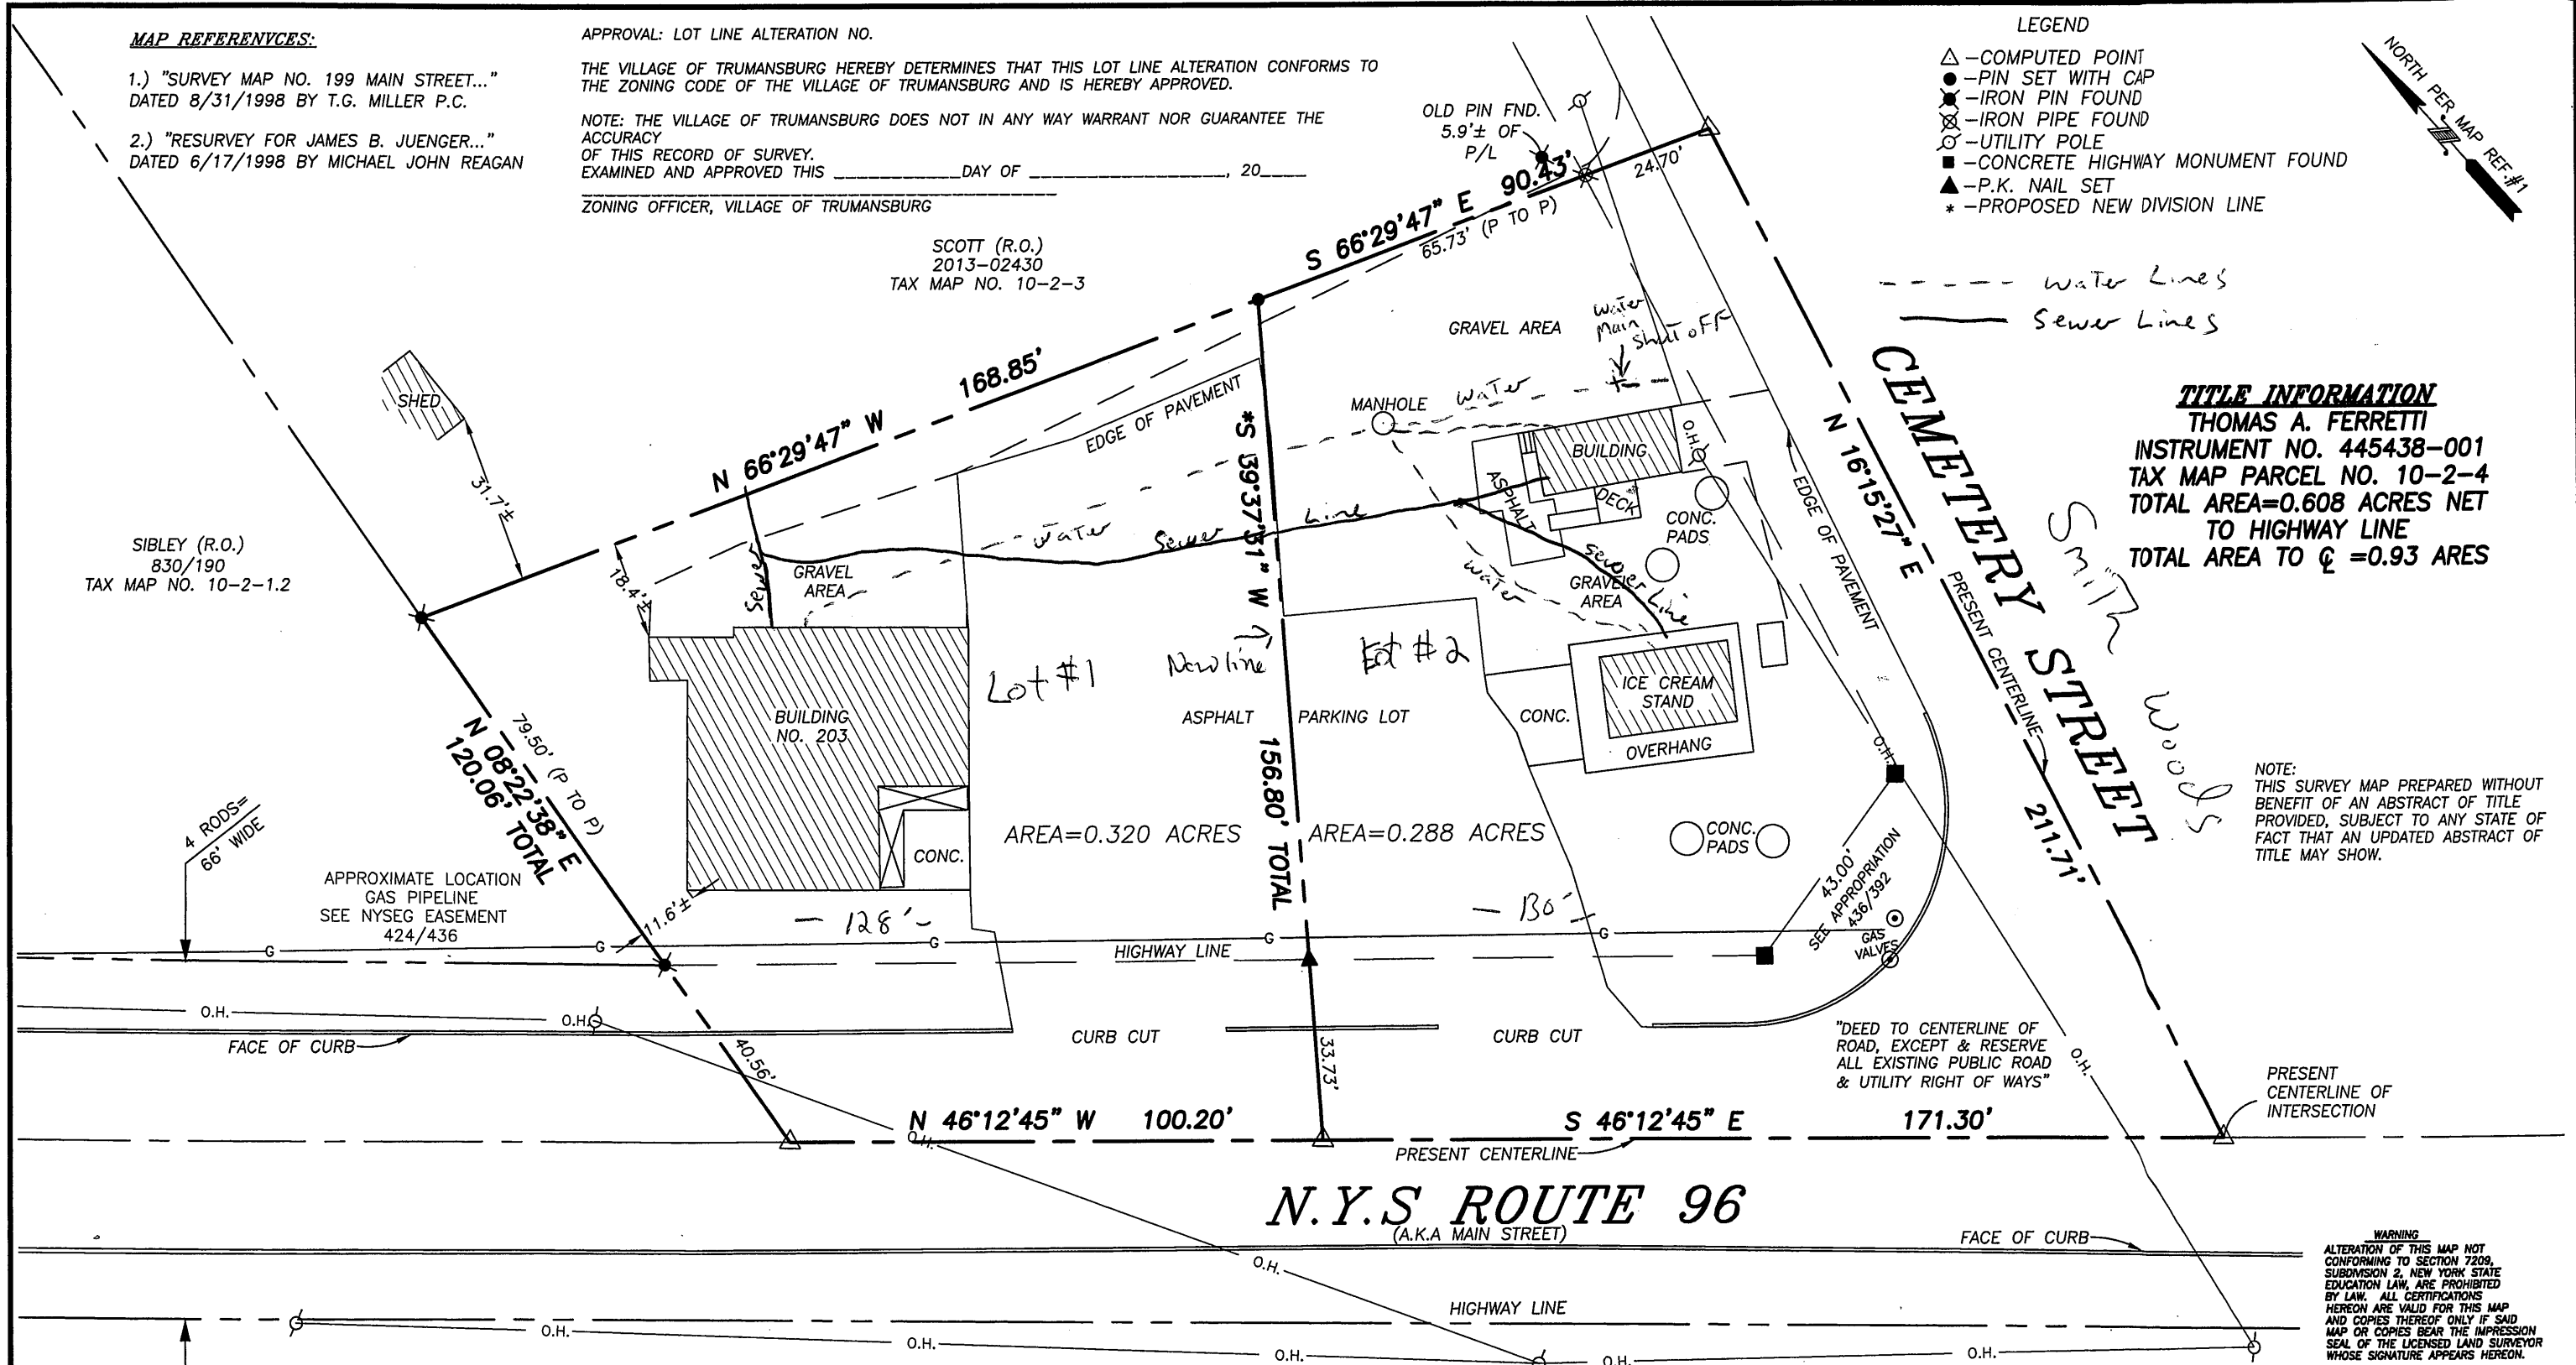 MAP REFERENVCES:
1.) "SURVEY MAP NO. 199 MAIN STREET..."
DATED 8/31/1998 BY T.G. MILLER P.C.
2.) "RESURVEY FOR JAMES B. JUENGER..."
DATED 6/17/1998 BY MICHAEL JOHN REAGAN
APPROVAL: LOT LINE ALTERATION NO.
THE VILLAGE OF TRUMANSBURG HEREBY DETERMINES THAT THIS LOT LINE ALTERATION CONFORMS TO
THE ZONING CODE OF THE VILLAGE OF TRUMANSBURG AND IS HEREBY APPROVED.
NOTE: THE VILLAGE OF TRUMANSBURG DOES NOT IN ANY WAY WARRANT NOR GUARANTEE THE
ACCURACY
OF THIS RECORD OF SURVEY.
EXAMINED AND APPROVED THIS ____________DAY OF ___________________, 20____
ZONING OFFICER, VILLAGE OF TRUMANSBURG
LEGEND
-COMPUTED POINT
-PIN SET WITH CAP
-IRON PIN FOUND
-IRON PIPE FOUND
-UTILITY POLE
-CONCRETE HIGHWAY MONUMENT FOUND
-P.K. NAIL SET
* -PROPOSED NEW DIVISION LINE
NORTH PER MAP REF.#1
water Lines
Sewer Lines
OLD PIN FND.
5.9'± OF
P/L
SCOTT (R.O.)
2013-02430
TAX MAP NO. 10-2-3
S 66°29'47" E 90.43'
65.73' (P TO P)
24.70'
GRAVEL AREA
water
Main
Shut oFF
N 66°29'47" W 168.85'
EDGE OF PAVEMENT
MANHOLE
water
BUILDING
O.H.
DECK
ASPHALT
CONC.
PADS
EDGE OF PAVEMENT
N 16°15'27" E
211.71'
PRESENT CENTERLINE
CEMETERY STREET
Smith
Woods
TITLE INFORMATION
THOMAS A. FERRETTI
INSTRUMENT NO. 445438-001
TAX MAP PARCEL NO. 10-2-4
TOTAL AREA=0.608 ACRES NET
TO HIGHWAY LINE
TOTAL AREA TO ℄ =0.93 ARES
SHED
31.7'±
SIBLEY (R.O.)
830/190
TAX MAP NO. 10-2-1.2
18.4'±
Sewer
GRAVEL
AREA
water
Sewer Line
*S 39°37'31" W
156.80' TOTAL
water
GRAVEL
AREA
Sewer Line
Lot #1
New line
Lot #2
ICE CREAM
STAND
OVERHANG
CONC.
BUILDING
NO. 203
ASPHALT PARKING LOT
79.50' (P TO P)
N 08°22'38" E
120.06' TOTAL
AREA=0.320 ACRES
AREA=0.288 ACRES
CONC.
CONC.
PADS
O.H.
43.00'
SEE APPROPRIATION
436/392
GAS
VALVES
NOTE:
THIS SURVEY MAP PREPARED WITHOUT
BENEFIT OF AN ABSTRACT OF TITLE
PROVIDED, SUBJECT TO ANY STATE OF
FACT THAT AN UPDATED ABSTRACT OF
TITLE MAY SHOW.
4 RODS=
66' WIDE
APPROXIMATE LOCATION
GAS PIPELINE
SEE NYSEG EASEMENT
424/436
11.6'±
- 128' -
- 130' -
G
G
G
G
G
HIGHWAY LINE
O.H.
O.H.
FACE OF CURB
40.56'
CURB CUT
33.73'
CURB CUT
"DEED TO CENTERLINE OF
ROAD, EXCEPT & RESERVE
ALL EXISTING PUBLIC ROAD
& UTILITY RIGHT OF WAYS"
O.H.
PRESENT
CENTERLINE OF
INTERSECTION
N 46°12'45" W 100.20'
S 46°12'45" E 171.30'
O.H.
PRESENT CENTERLINE
N.Y.S ROUTE 96
(A.K.A MAIN STREET)
FACE OF CURB
O.H.
HIGHWAY LINE
O.H.
O.H.
O.H.
O.H.
O.H.
WARNING
ALTERATION OF THIS MAP NOT
CONFORMING TO SECTION 7209,
SUBDIVISION 2, NEW YORK STATE
EDUCATION LAW, ARE PROHIBITED
BY LAW. ALL CERTIFICATIONS
HEREON ARE VALID FOR THIS MAP
AND COPIES THEREOF ONLY IF SAID
MAP OR COPIES BEAR THE IMPRESSION
SEAL OF THE LICENSED LAND SURVEYOR
WHOSE SIGNATURE APPEARS HEREON.